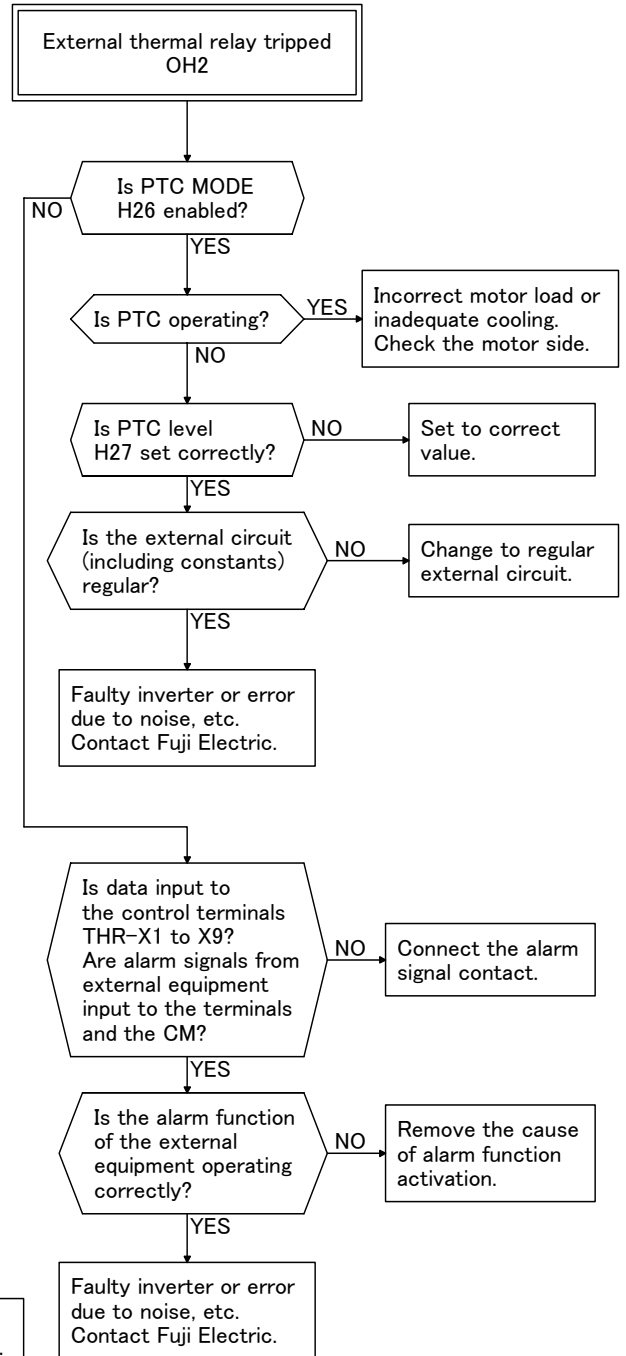 External thermal relay tripped
OH2
Is PTC MODE
H26 enabled?
NO
YES
Is PTC operating?
YES
Incorrect motor load or
inadequate cooling.
Check the motor side.
NO
Is PTC level
H27 set correctly?
NO
Set to correct
value.
YES
Is the external circuit
(including constants)
regular?
NO
Change to regular
external circuit.
YES
Faulty inverter or error
due to noise, etc.
Contact Fuji Electric.
Is data input to
the control terminals
THR-X1 to X9?
Are alarm signals from
external equipment
input to the terminals
and the CM?
NO
Connect the alarm
signal contact.
YES
Is the alarm function
of the external
equipment operating
correctly?
NO
Remove the cause
of alarm function
activation.
YES
Faulty inverter or error
due to noise, etc.
Contact Fuji Electric.